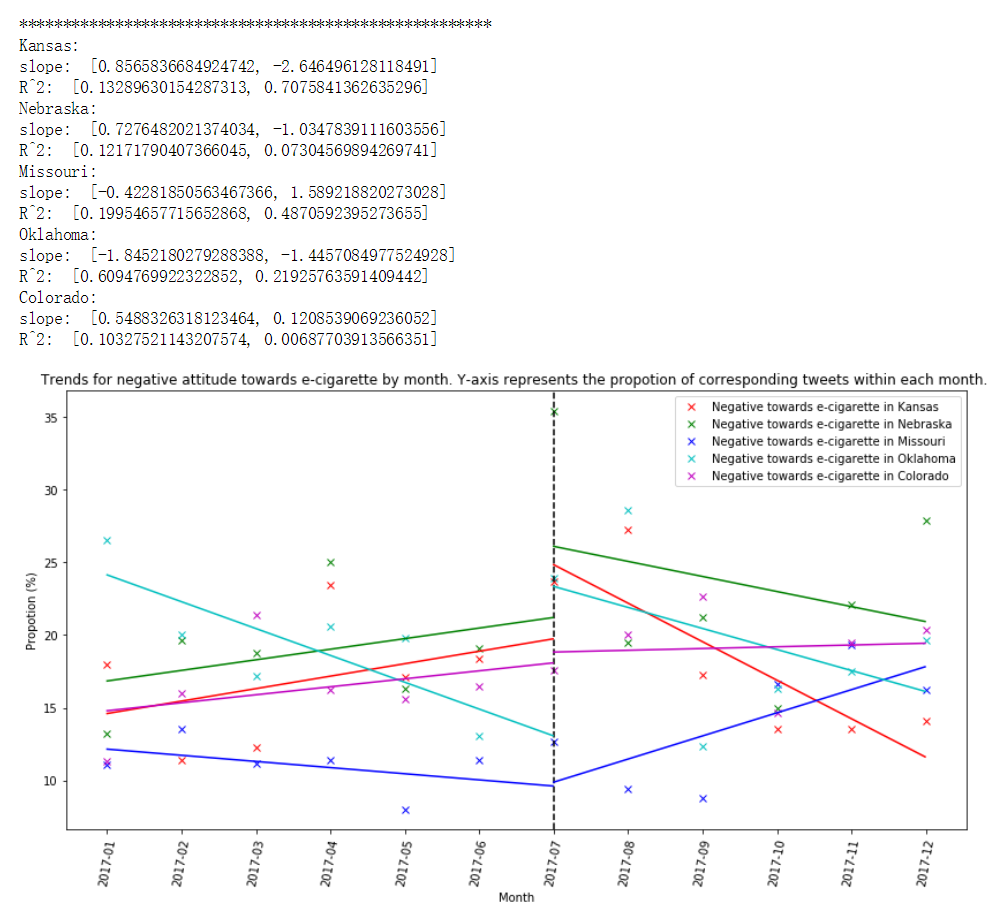 ******************************************************
Kansas:
slope:  [0.8565836684924742, -2.646496128118491]
R^2:  [0.13289630154287313, 0.7075841362635296]
Nebraska:
slope:  [0.7276482021374034, -1.0347839111603556]
R^2:  [0.12171790407366045, 0.07304569894269741]
Missouri:
slope:  [-0.42281850563467366, 1.589218820273028]
R^2:  [0.19954657715652868, 0.4870592395273655]
Oklahoma:
slope:  [-1.8452180279288388, -1.4457084977524928]
R^2:  [0.6094769922322852, 0.21925763591409442]
Colorado:
slope:  [0.5488326318123464, 0.1208539069236052]
R^2:  [0.10327521143207574, 0.00687703913566351]
Trends for negative attitude towards e-cigarette by month. Y-axis represents the propotion of corresponding tweets within each month.
Negative towards e-cigarette in Kansas
Negative towards e-cigarette in Nebraska
Negative towards e-cigarette in Missouri
Negative towards e-cigarette in Oklahoma
Negative towards e-cigarette in Colorado
Propotion (%)
35
30
25
20
15
10
2017-01
2017-02
2017-03
2017-04
2017-05
2017-06
2017-07
2017-08
2017-09
2017-10
2017-11
2017-12
Month